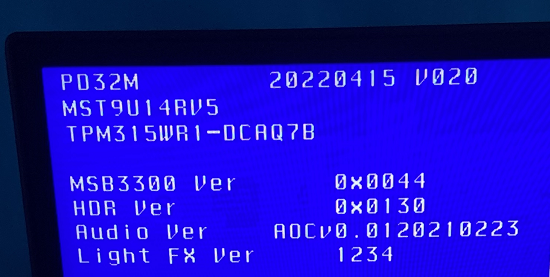 PD32M 20220415 V020
MST9U14RV5
TPM315WR1-DCAQ7B
MSB3300 Ver 0x0044
HDR Ver 0x0130
Audio Ver AOCv0.0120210223
Light FX Ver 1234